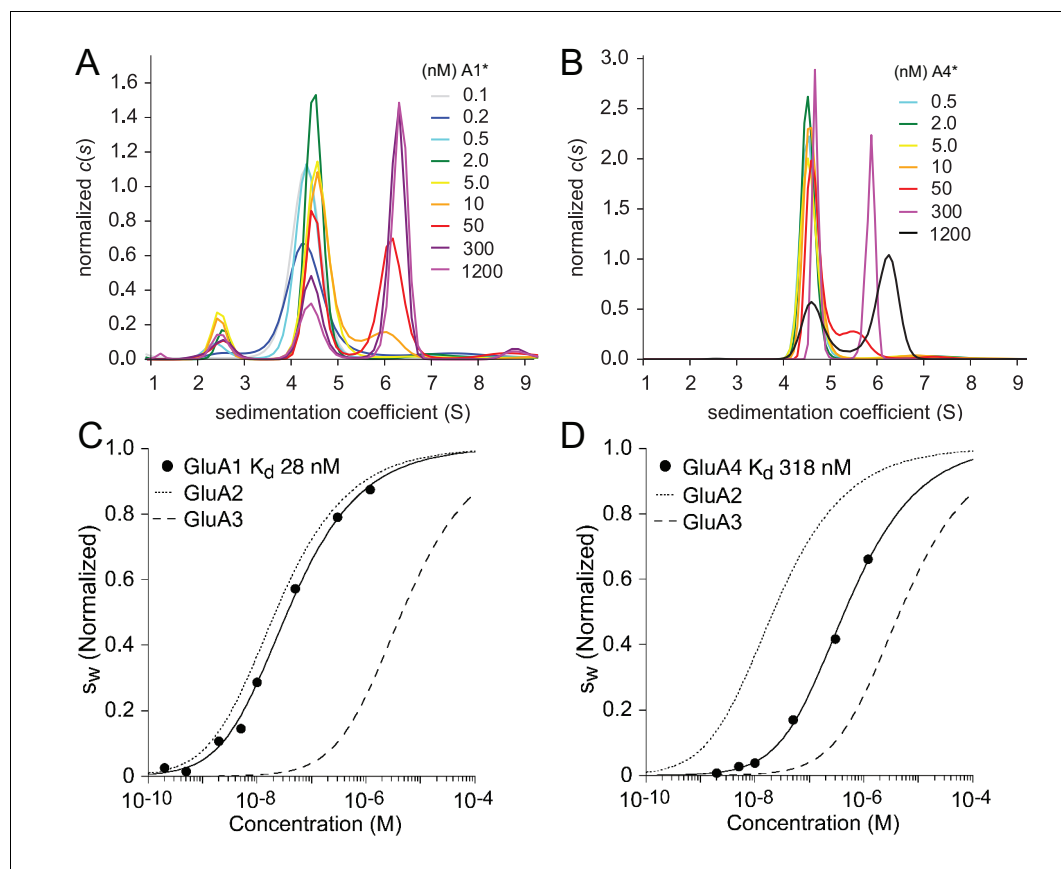 A
(nM) A1*
0.1
0.2
0.5
2.0
5.0
10
50
300
1200
normalized c(s)
1.6
1.4
1.2
1.0
0.8
0.6
0.4
0.2
0.0
1 2 3 4 5 6 7 8 9
sedimentation coefficient (S)
B
(nM) A4*
0.5
2.0
5.0
10
50
300
1200
normalized c(s)
3.0
2.5
2.0
1.5
1.0
0.5
0.0
1 2 3 4 5 6 7 8 9
sedimentation coefficient (S)
C
GluA1 Kd 28 nM
GluA2
GluA3
sw (Normalized)
1.0
0.8
0.6
0.4
0.2
0
10-10 10-8 10-6 10-4
Concentration (M)
D
GluA4 Kd 318 nM
GluA2
GluA3
sw (Normalized)
1.0
0.8
0.6
0.4
0.2
0
10-10 10-8 10-6 10-4
Concentration (M)